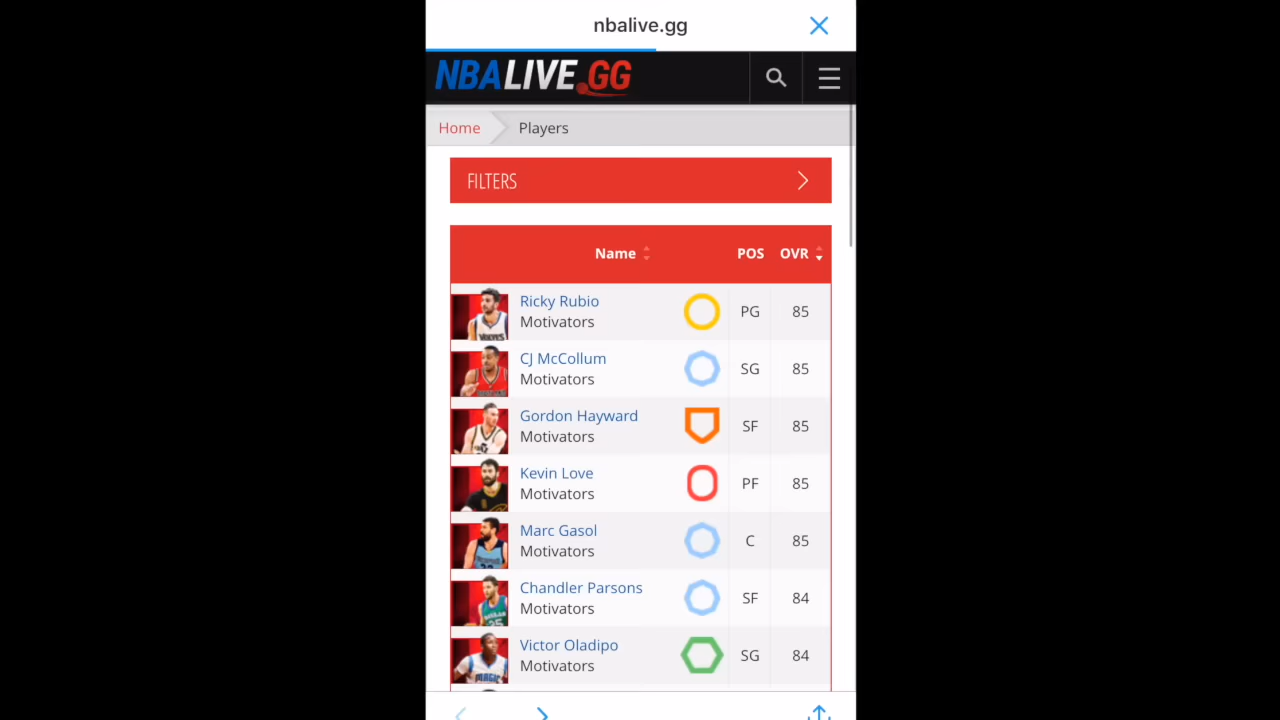 nbalive.gg
NBALIVE.GG
Home Players
FILTERS
Name POS OVR
Ricky Rubio
Motivators
PG 85
CJ McCollum
Motivators
SG 85
Gordon Hayward
Motivators
SF 85
Kevin Love
Motivators
PF 85
Marc Gasol
Motivators
C 85
Chandler Parsons
Motivators
SF 84
Victor Oladipo
Motivators
SG 84